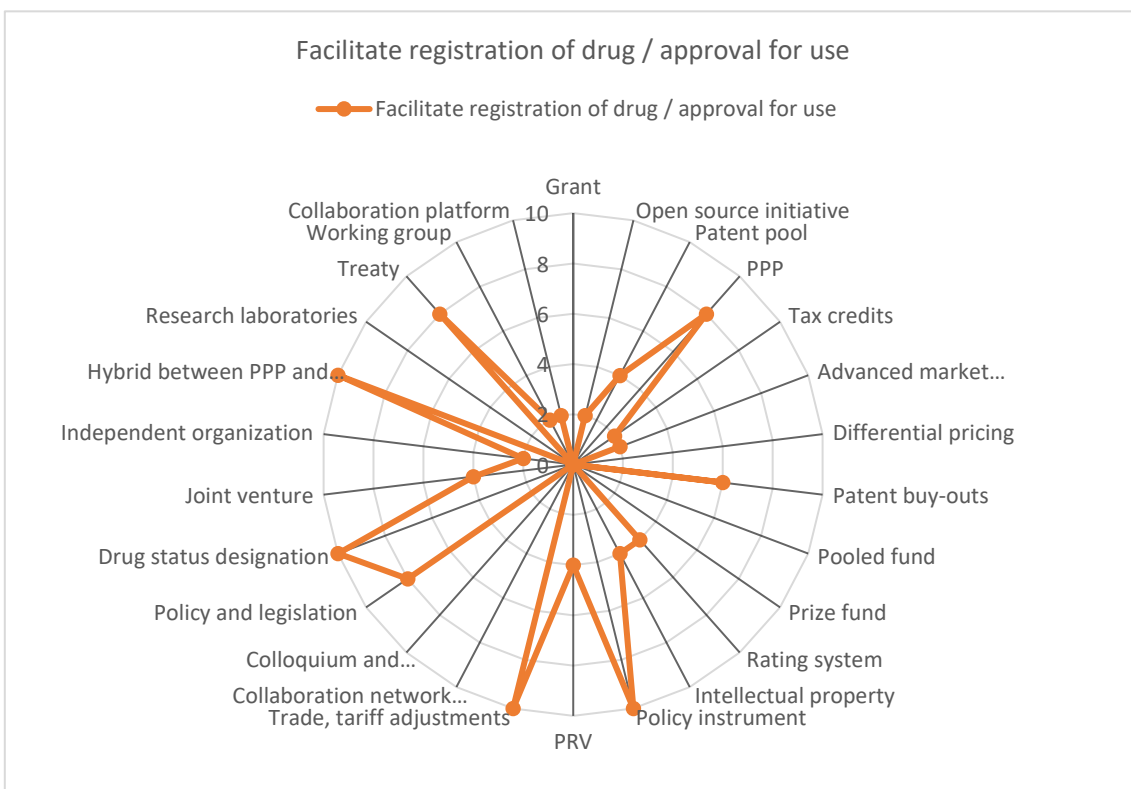 Facilitate registration of drug / approval for use
Facilitate registration of drug / approval for use
Grant
Open source initiative
Patent pool
PPP
Tax credits
Advanced market...
Differential pricing
Patent buy-outs
Pooled fund
Prize fund
Rating system
Intellectual property
Policy instrument
PRV
Trade, tariff adjustments
Collaboration network...
Colloquium and...
Policy and legislation
Drug status designation
Joint venture
Independent organization
Hybrid between PPP and...
Research laboratories
Treaty
Working group
Collaboration platform
10
8
6
4
2
0